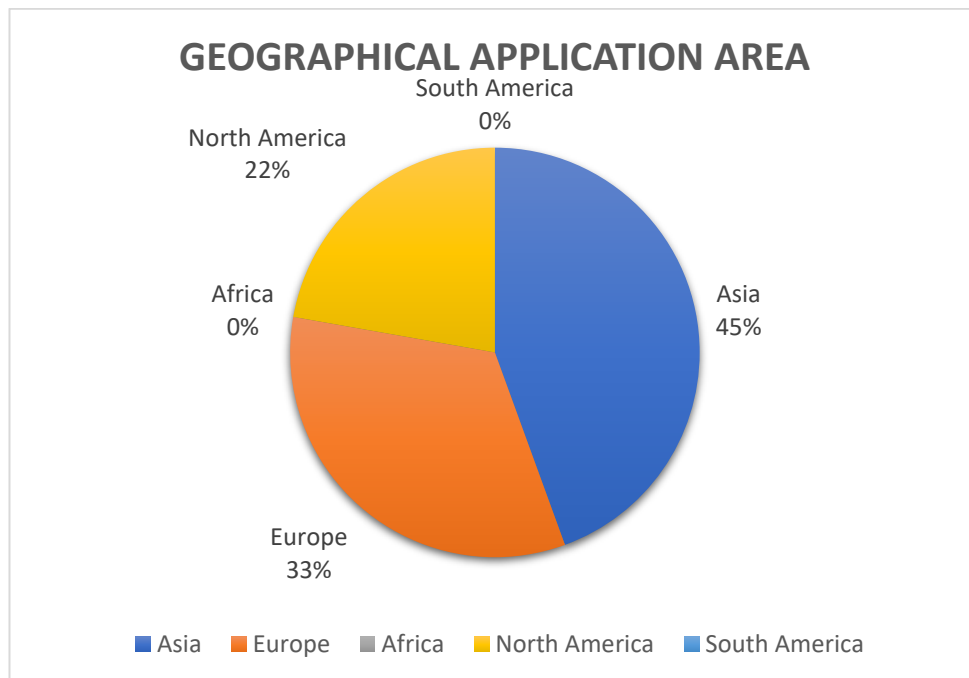 GEOGRAPHICAL APPLICATION AREA
South America
0%
North America
22%
Africa
0%
Asia
45%
Europe
33%
Asia Europe Africa North America South America